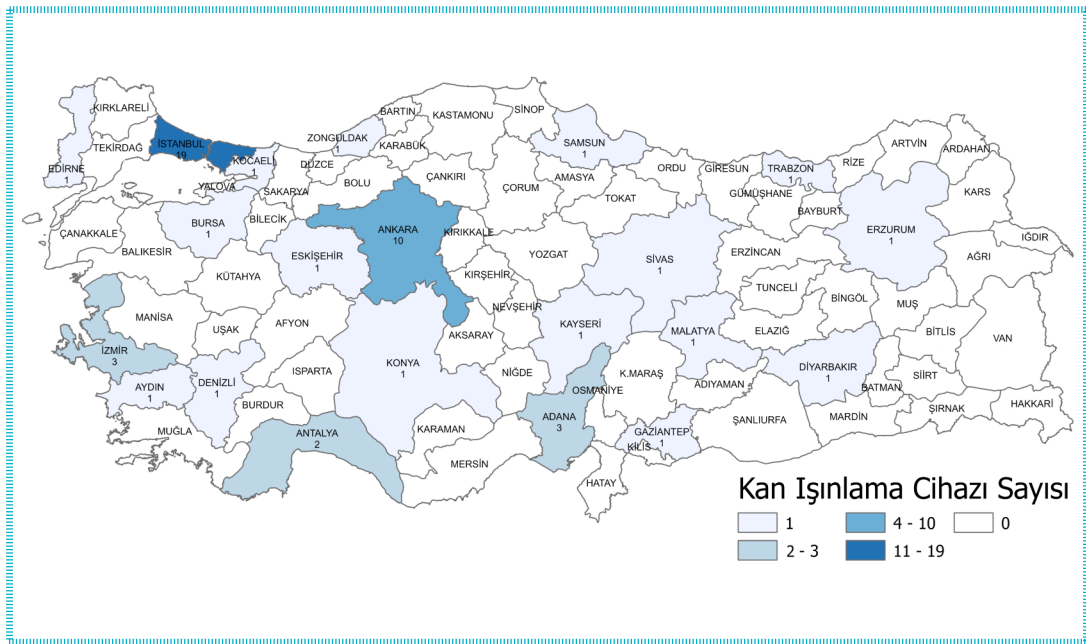 KIRKLARELİ
EDİRNE
1
TEKİRDAĞ
İSTANBUL
19
KOCAELİ
1
YALOVA
SAKARYA
DÜZCE
ZONGULDAK
1
BARTIN
KARABÜK
KASTAMONU
SİNOP
SAMSUN
1
ORDU
GİRESUN
TRABZON
1
RİZE
ARTVİN
ARDAHAN
KARS
BOLU
ÇANKIRI
ÇORUM
AMASYA
TOKAT
GÜMÜŞHANE
BAYBURT
ERZURUM
1
IĞDIR
AĞRI
ÇANAKKALE
BALIKESİR
BURSA
1
BİLECİK
ESKİŞEHİR
1
ANKARA
10
KIRIKKALE
YOZGAT
SİVAS
1
ERZİNCAN
KÜTAHYA
KIRŞEHİR
NEVŞEHİR
TUNCELİ
BİNGÖL
MUŞ
BİTLİS
VAN
MANİSA
UŞAK
AFYON
AKSARAY
KAYSERİ
1
MALATYA
1
ELAZIĞ
İZMİR
3
AYDIN
1
DENİZLİ
1
ISPARTA
BURDUR
KONYA
1
NİĞDE
OSMANİYE
K.MARAŞ
ADIYAMAN
DİYARBAKIR
1
BATMAN
SİİRT
ŞIRNAK
HAKKARİ
MUĞLA
ANTALYA
2
KARAMAN
MERSİN
ADANA
3
GAZİANTEP
1
KİLİS
HATAY
ŞANLIURFA
MARDİN
Kan Işınlama Cihazı Sayısı
1
4 - 10
0
2 - 3
11 - 19